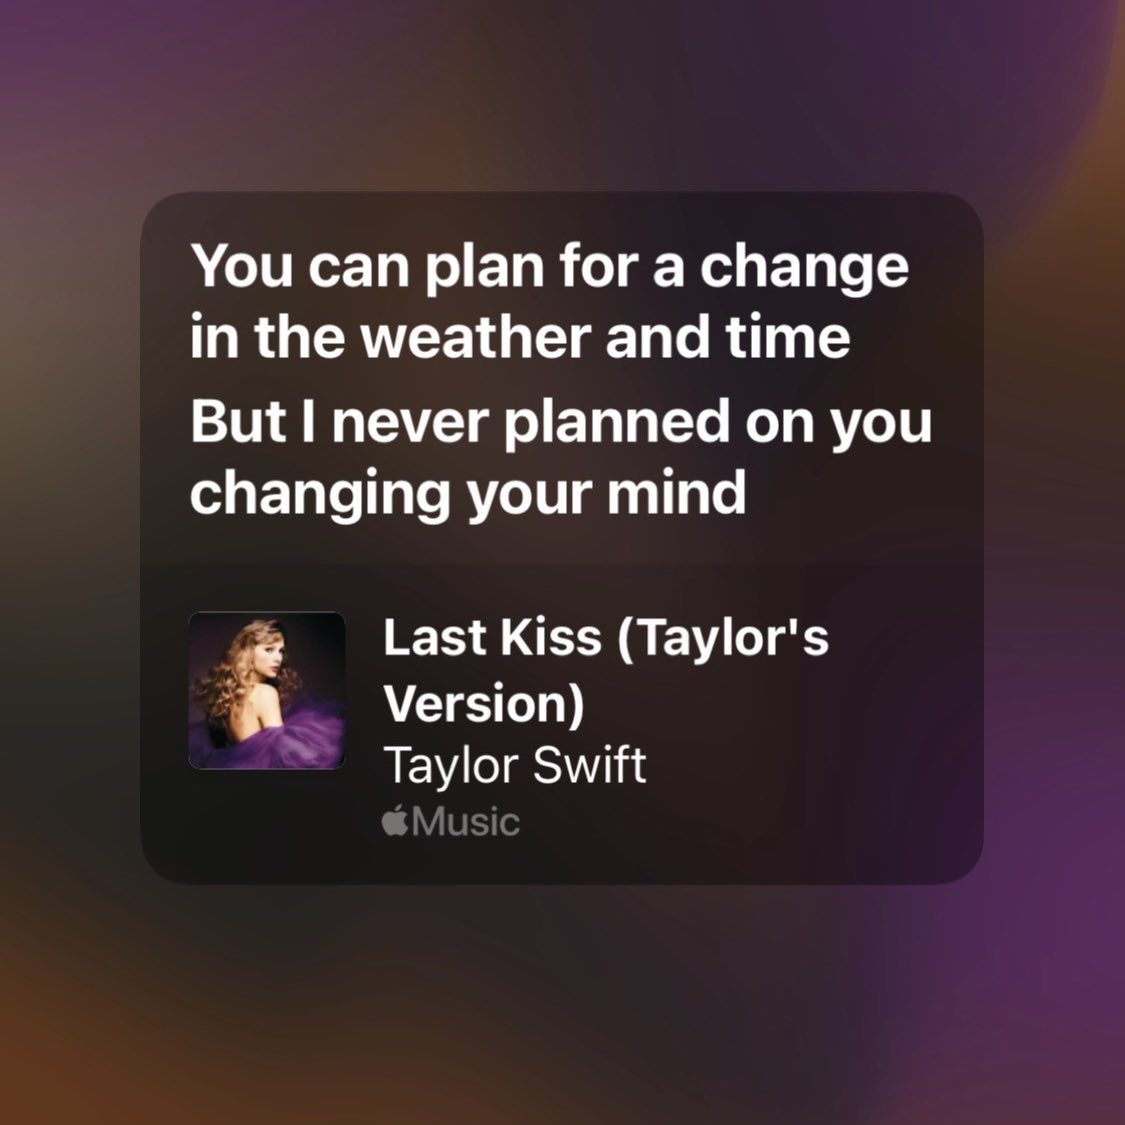 You can plan for a change
in the weather and time
But I never planned on you
changing your mind
Last Kiss (Taylor's
Version)
Taylor Swift
Music